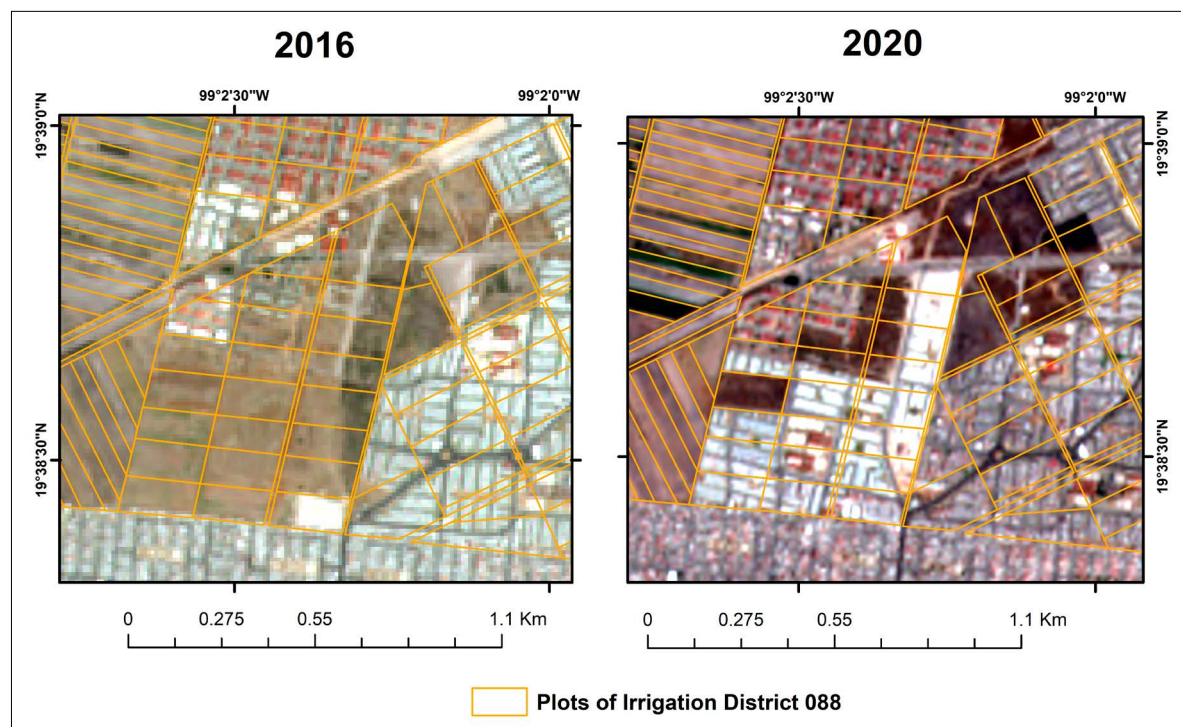 2016
2020
99°2'30"W
99°2'0"W
99°2'30"W
99°2'0"W
19°39'0"N
19°38'30"N
19°39'0"N
19°38'30"N
0
0.275
0.55
1.1 Km
0
0.275
0.55
1.1 Km
Plots of Irrigation District 088